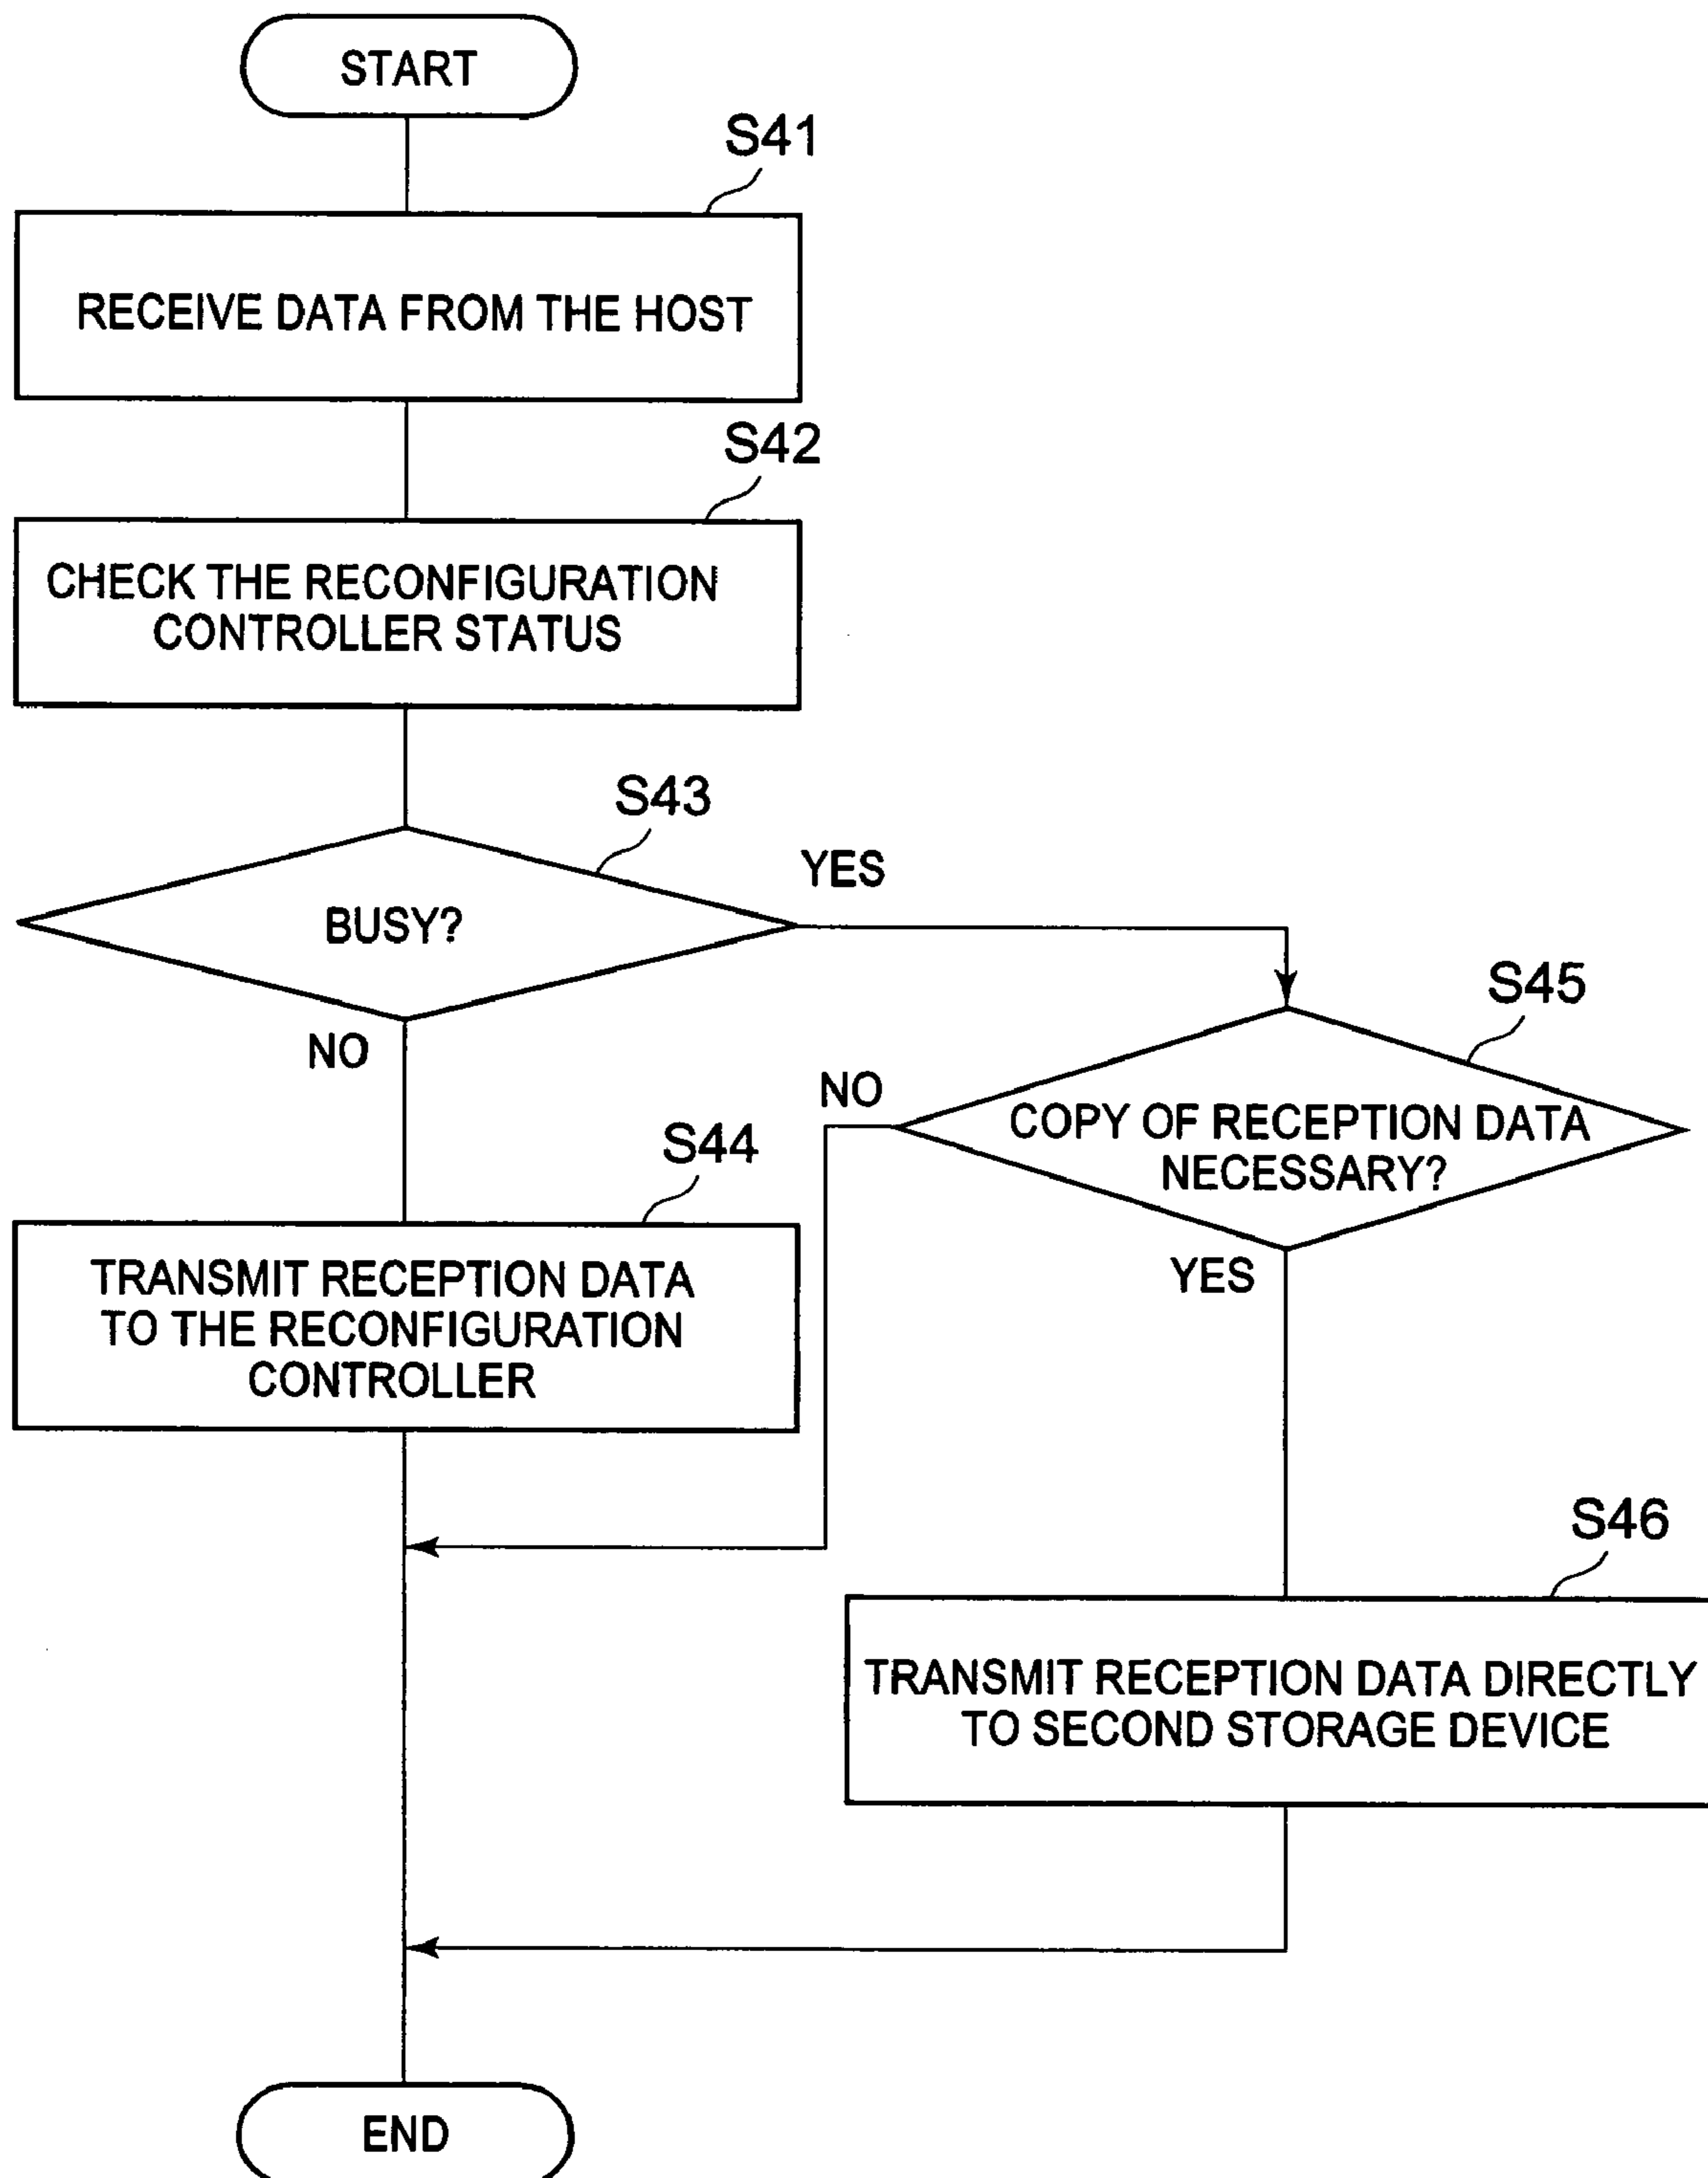 START
S41
RECEIVE DATA FROM THE HOST
S42
CHECK THE RECONFIGURATION
CONTROLLER STATUS
S43
BUSY?
YES
NO
S44
TRANSMIT RECEPTION DATA
TO THE RECONFIGURATION
CONTROLLER
S45
COPY OF RECEPTION DATA
NECESSARY?
NO
YES
S46
TRANSMIT RECEPTION DATA DIRECTLY
TO SECOND STORAGE DEVICE
END